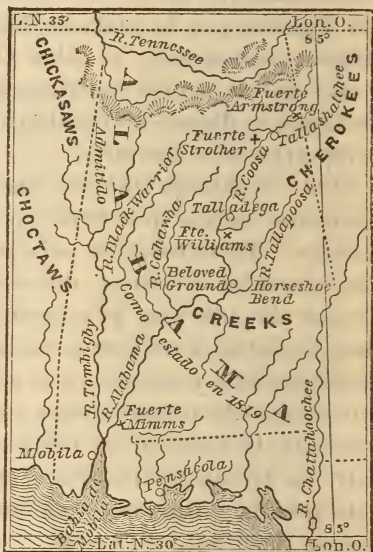 L.N. 35°
Lon. O.
85°
R. Tennessee
CHICKASAWS
ALABAMA
Fuerte
Armstrong
Tallashatchee
CHEROKEES
Fuerte
Strother
R. Coosa
Admitido
R. Black Warrior
CHOCTAWS
R. Cahawba
Talladega
R. Tallapoosa
Fte.
Williams
Beloved
Ground
Horseshoe
Bend
Como
CREEKS
estado en 1819
R. Tombigby
R. Alabama
Fuerte
Mimms
R. Chattahoochee
Mobila
Pensacola
Bahia de
Mobila
85°
Lat. N. 30°
Lon. O.